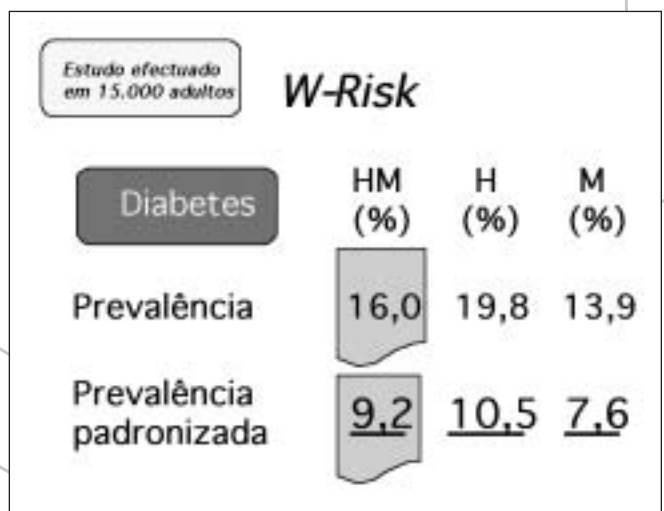 Estudo efectuado
em 15.000 adultos
W-Risk
Diabetes
HM H M
(%) (%) (%)
Prevalência 16,0 19,8 13,9
Prevalência
padronizada 9,2 10,5 7,6